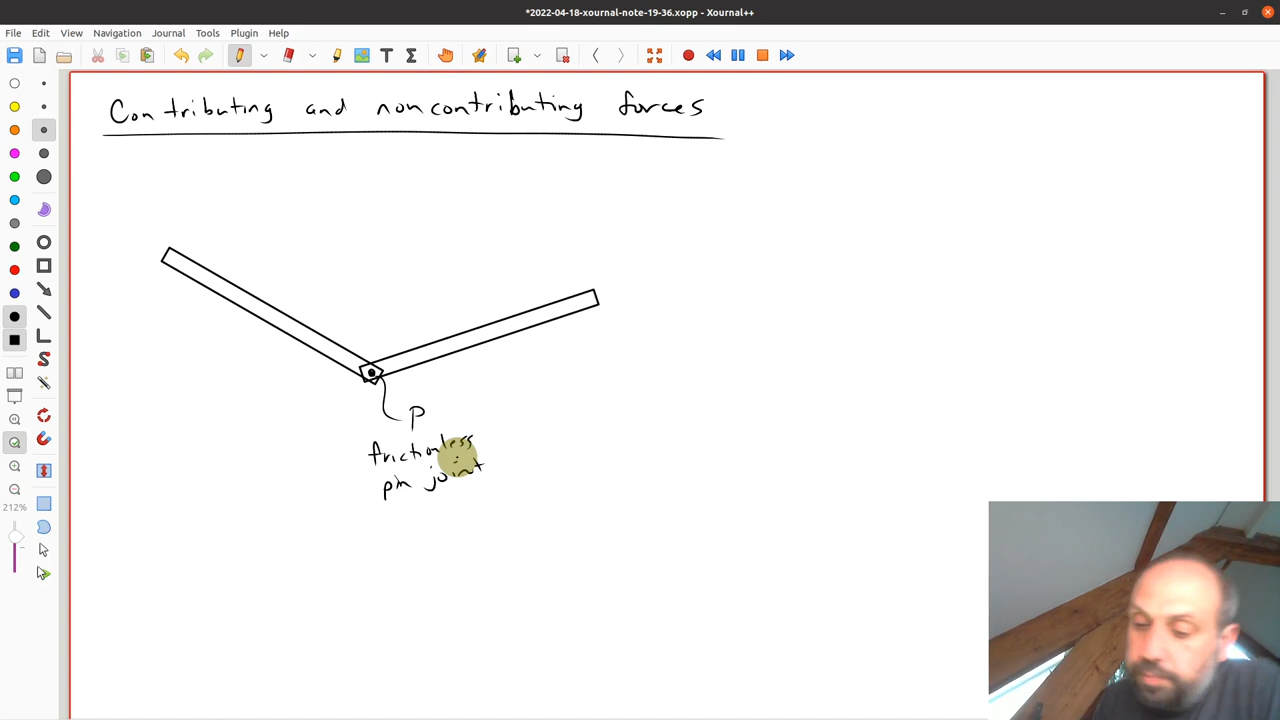 *2022-04-18-xournal-note-19-36.xopp - Xournal++
File Edit View Navigation Journal Tools Plugin Help
Contributing and noncontributing forces
P
frictionless
pin joint
212%